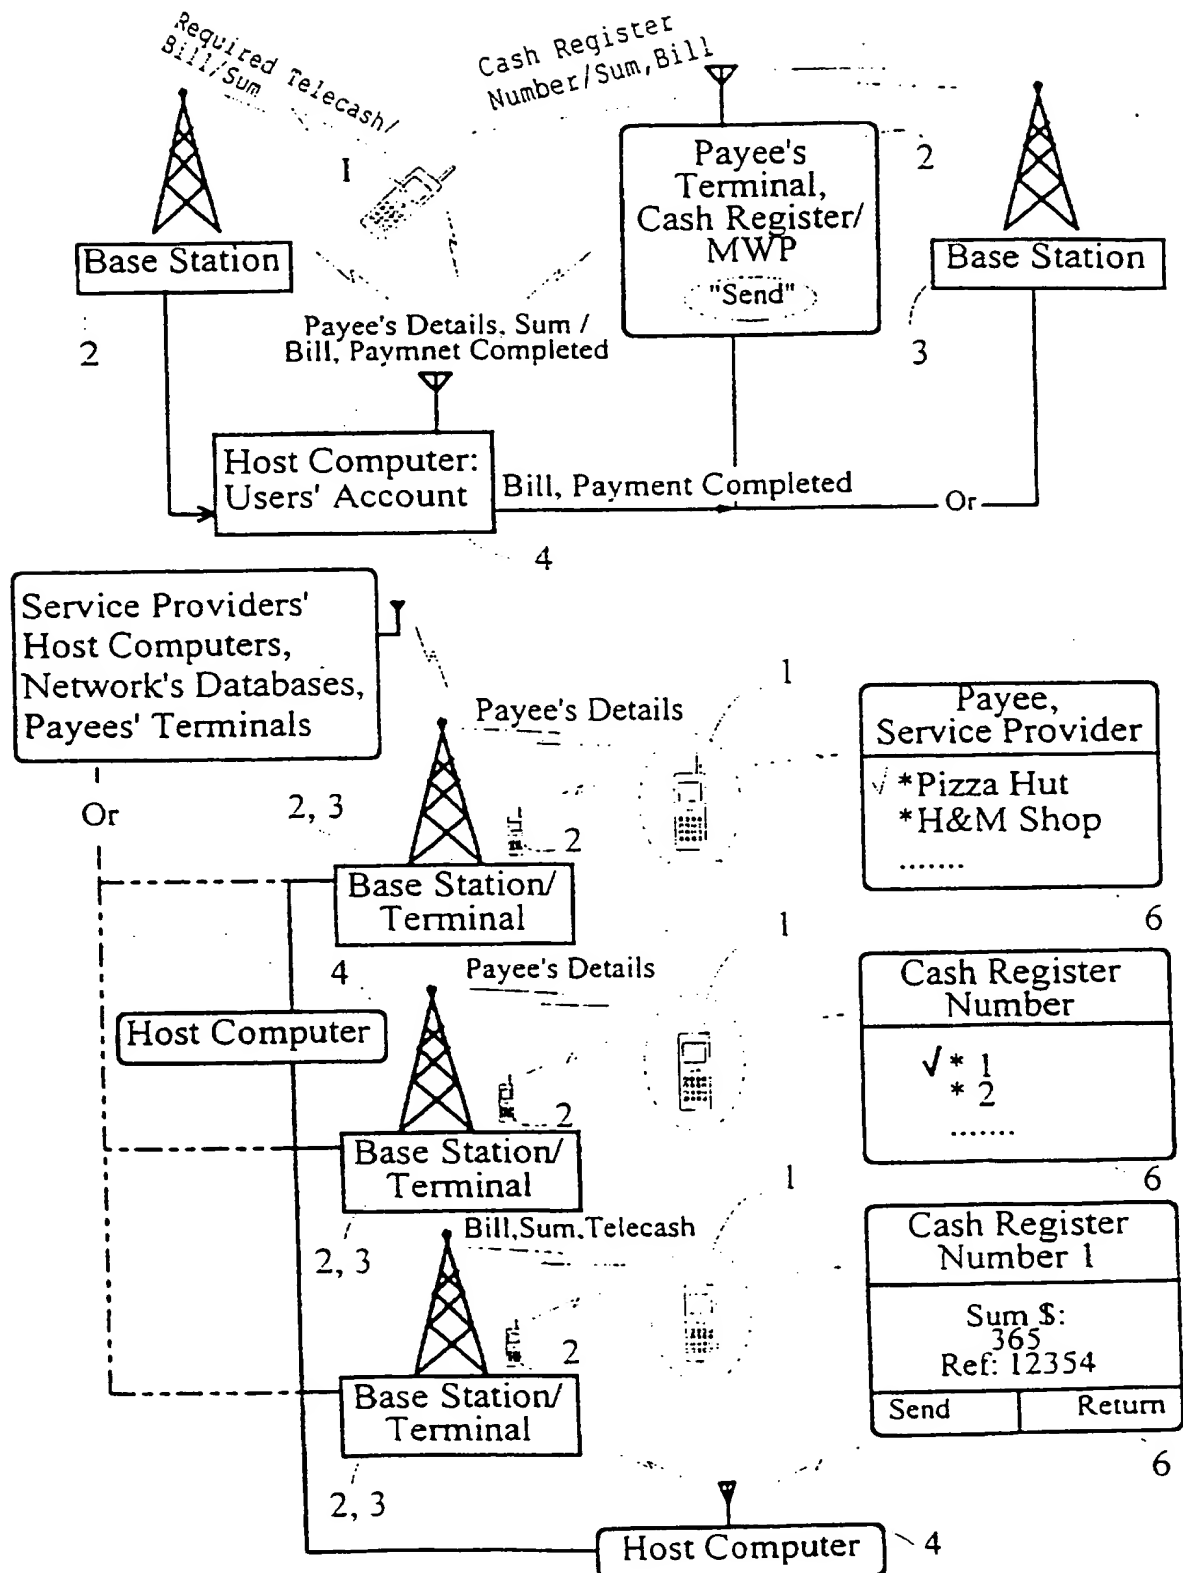 Required Telecash/
Bill/Sum
Cash Register
Number/Sum,Bill
1
Payee's
Terminal,
Cash Register/
MWP
"Send"
2
Base Station
2
Base Station
3
Payee's Details, Sum /
Bill, Paymnet Completed
Host Computer:
Users' Account
Bill, Payment Completed
Or
4
Service Providers'
Host Computers,
Network's Databases,
Payees' Terminals
Or
Payee's Details
1
2, 3
2
Base Station/
Terminal
Payee,
Service Provider
√ *Pizza Hut
*H&M Shop
.......
6
4
Payee's Details
1
Host Computer
2
Base Station/
Terminal
2, 3
Cash Register
Number
√ * 1
* 2
.......
6
Bill,Sum,Telecash
1
2
Base Station/
Terminal
2, 3
Cash Register
Number 1
Sum $:
365
Ref: 12354
Send
Return
6
Host Computer
4